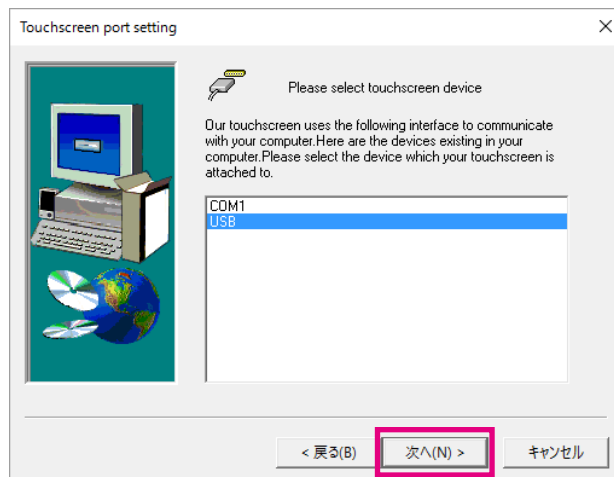 Touchscreen port setting
Please select touchscreen device
Our touchscreen uses the following interface to communicate
with your computer.Here are the devices existing in your
computer.Please select the device which your touchscreen is
attached to.
COM1
USB
< 戻る(B) 次へ(N) > キャンセル